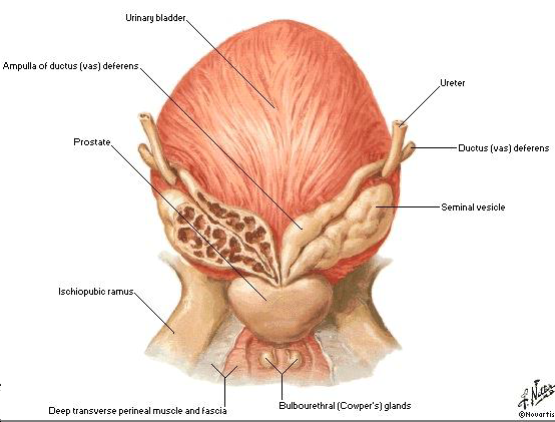 Urinary bladder
Ampulla of ductus (vas) deferens
Ureter
Prostate
Ductus (vas) deferens
Seminal vesicle
Ischiopubic ramus
Deep transverse perineal muscle and fascia
Bulbourethral (Cowper's) glands
F. Netter
©Novartis